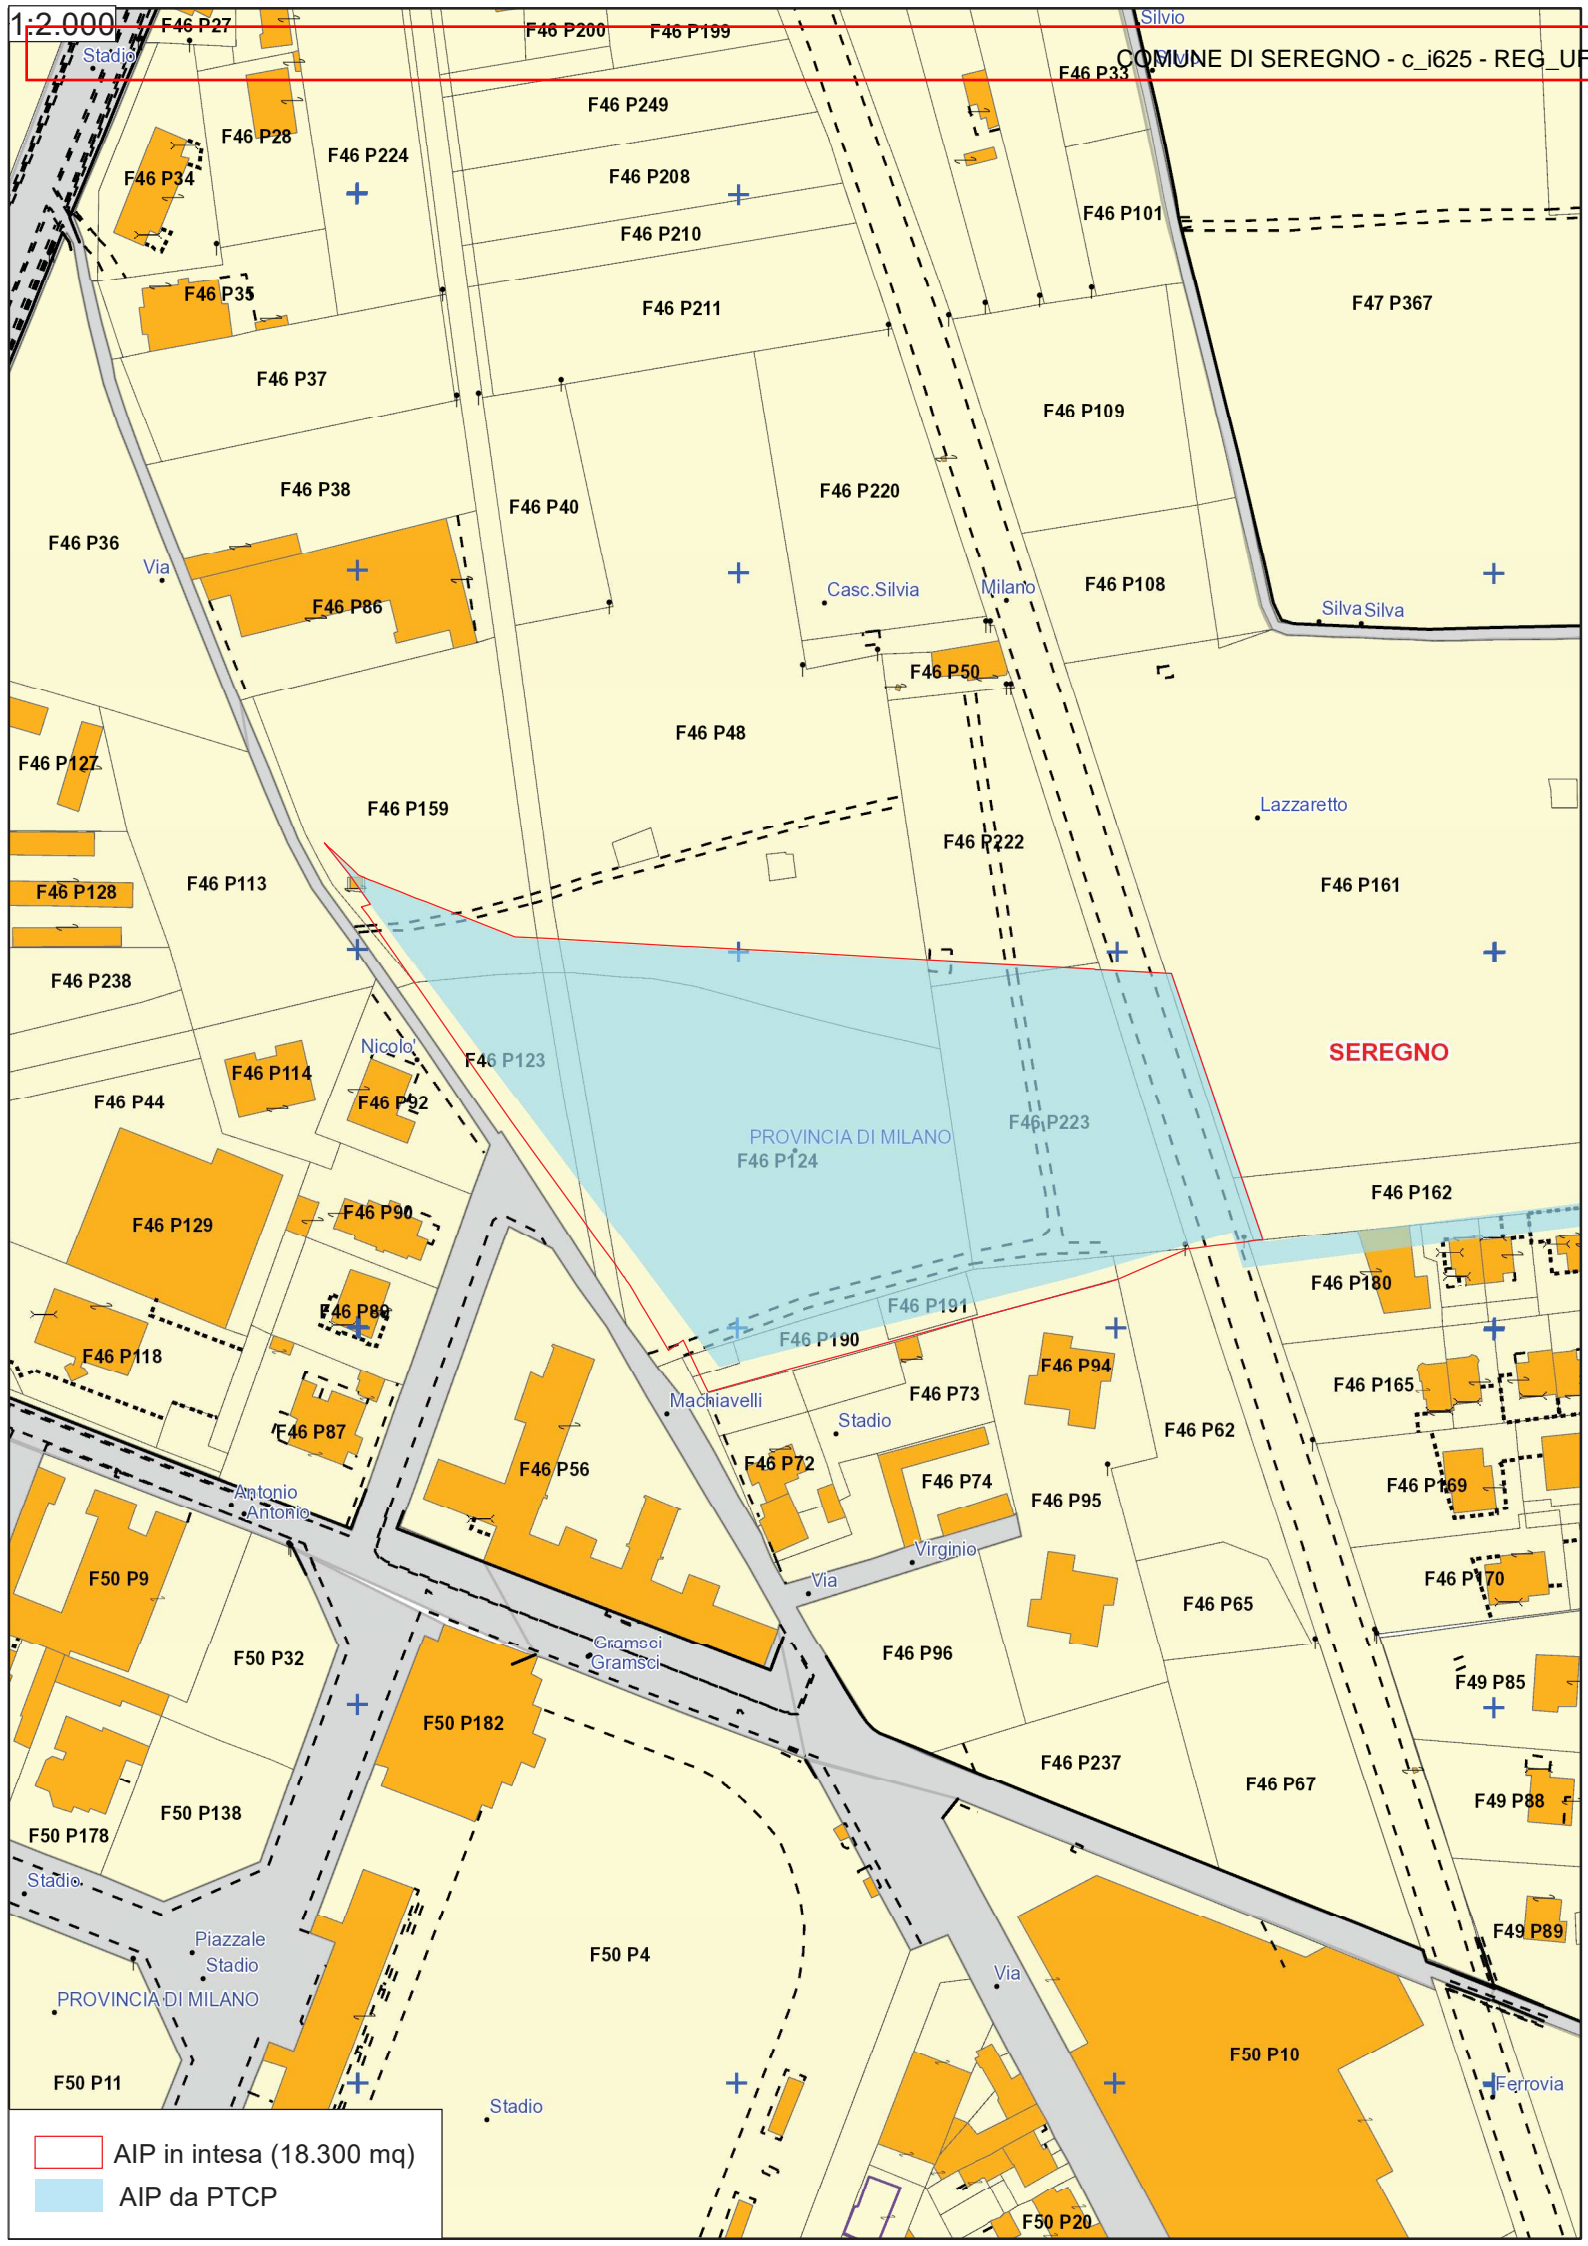 1:2.000
F46 P27
F46 P200
F46 P199
Silvio
Stadio
COMUNE DI SEREGNO - c_i625 - REG_UF
F46 P33
F46 P249
F46 P28
F46 P224
F46 P34
F46 P208
F46 P101
F46 P210
F46 P35
F46 P211
F47 P367
F46 P37
F46 P109
F46 P38
F46 P220
F46 P40
F46 P36
Via
Casc.Silvia
Milano
F46 P108
F46 P86
Silva Silva
F46 P50
F46 P48
F46 P127
Lazzaretto
F46 P159
F46 P222
F46 P113
F46 P161
F46 P128
F46 P238
Nicolo'
F46 P123
SEREGNO
F46 P114
F46 P92
F46 P44
F46 P223
PROVINCIA DI MILANO
F46 P124
F46 P162
F46 P129
F46 P90
F46 P180
F46 P191
F46 P89
F46 P190
F46 P118
F46 P94
F46 P165
F46 P73
Machiavelli
Stadio
F46 P87
F46 P62
F46 P72
F46 P56
F46 P74
F46 P169
Antonio
Antonio
F46 P95
Virginio
F50 P9
Via
F46 P170
F46 P65
Gramsci
Gramsci
F50 P32
F46 P96
F49 P85
F50 P182
F46 P237
F46 P67
F49 P88
F50 P138
F50 P178
Stadio
F49 P89
Piazzale
Stadio
F50 P4
Via
PROVINCIA DI MILANO
F50 P10
F50 P11
Ferrovia
Stadio
AIP in intesa (18.300 mq)
AIP da PTCP
F50 P20